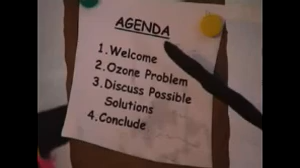 AGENDA
1. Welcome
2. Ozone Problem
3. Discuss Possible
Solutions
4. Conclude